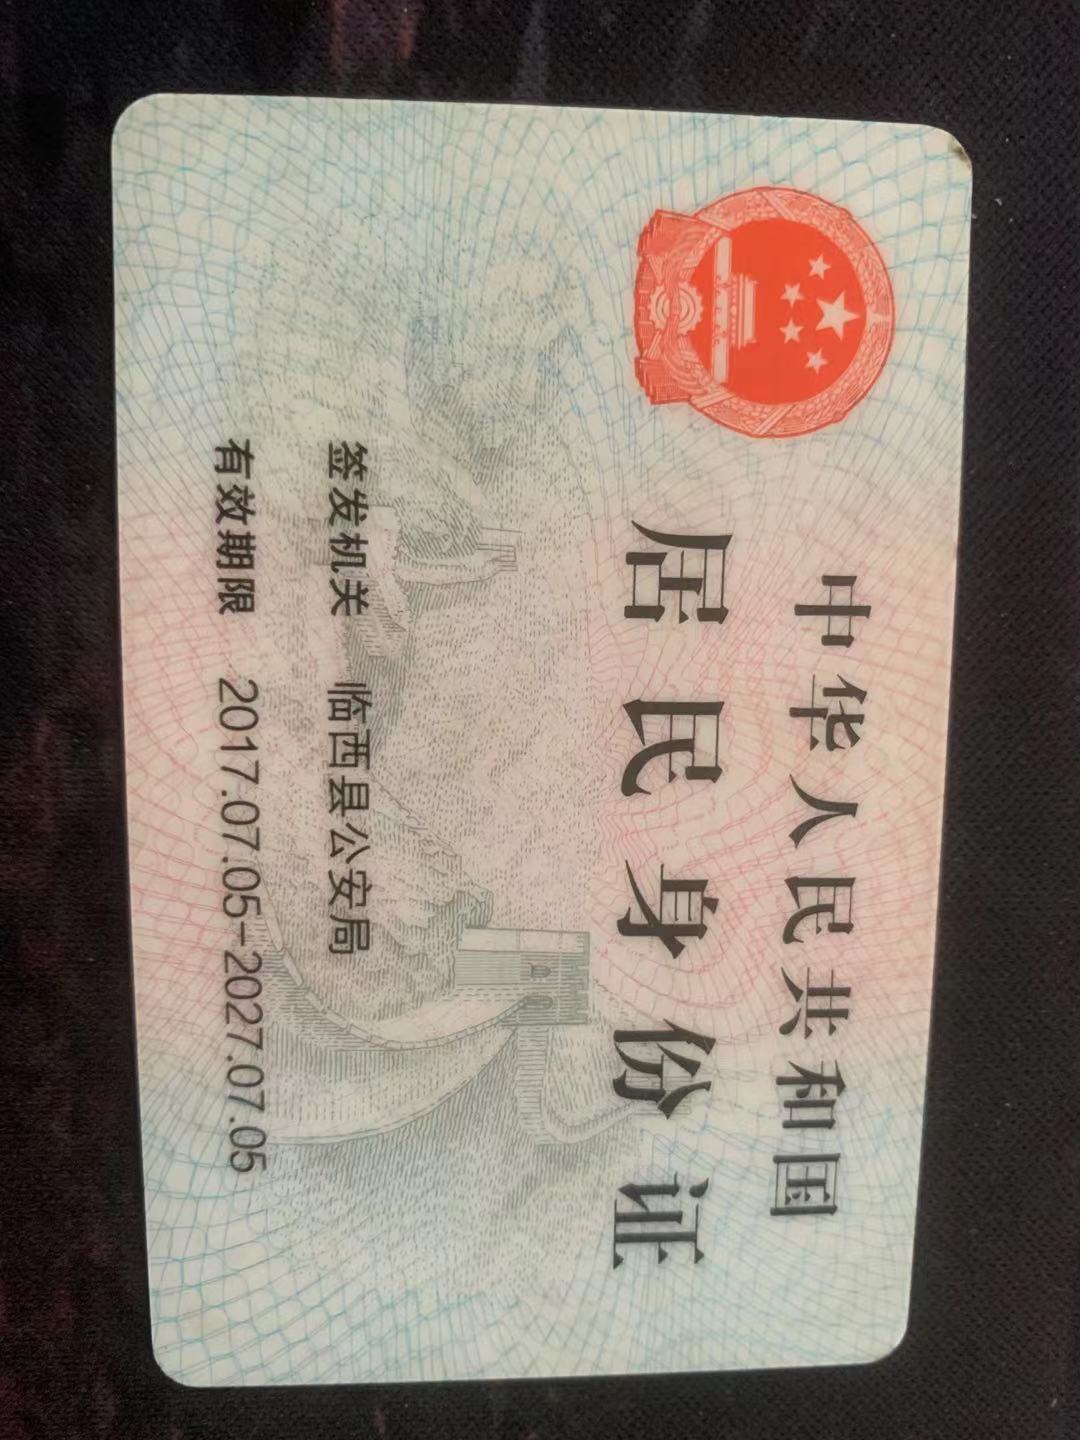 中华人民共和国
居民身份证
签发机关 临西县公安局
有效期限 2017.07.05-2027.07.05